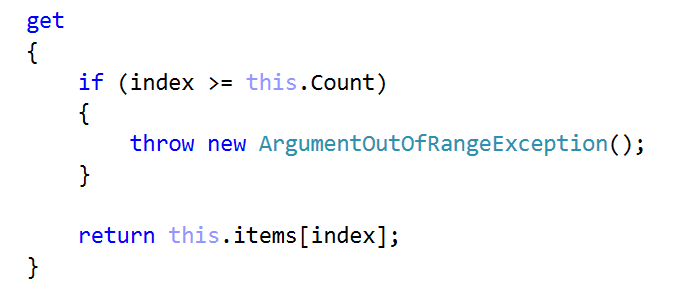 get
{
    if (index >= this.Count)
    {
        throw new ArgumentOutOfRangeException();
    }

    return this.items[index];
}